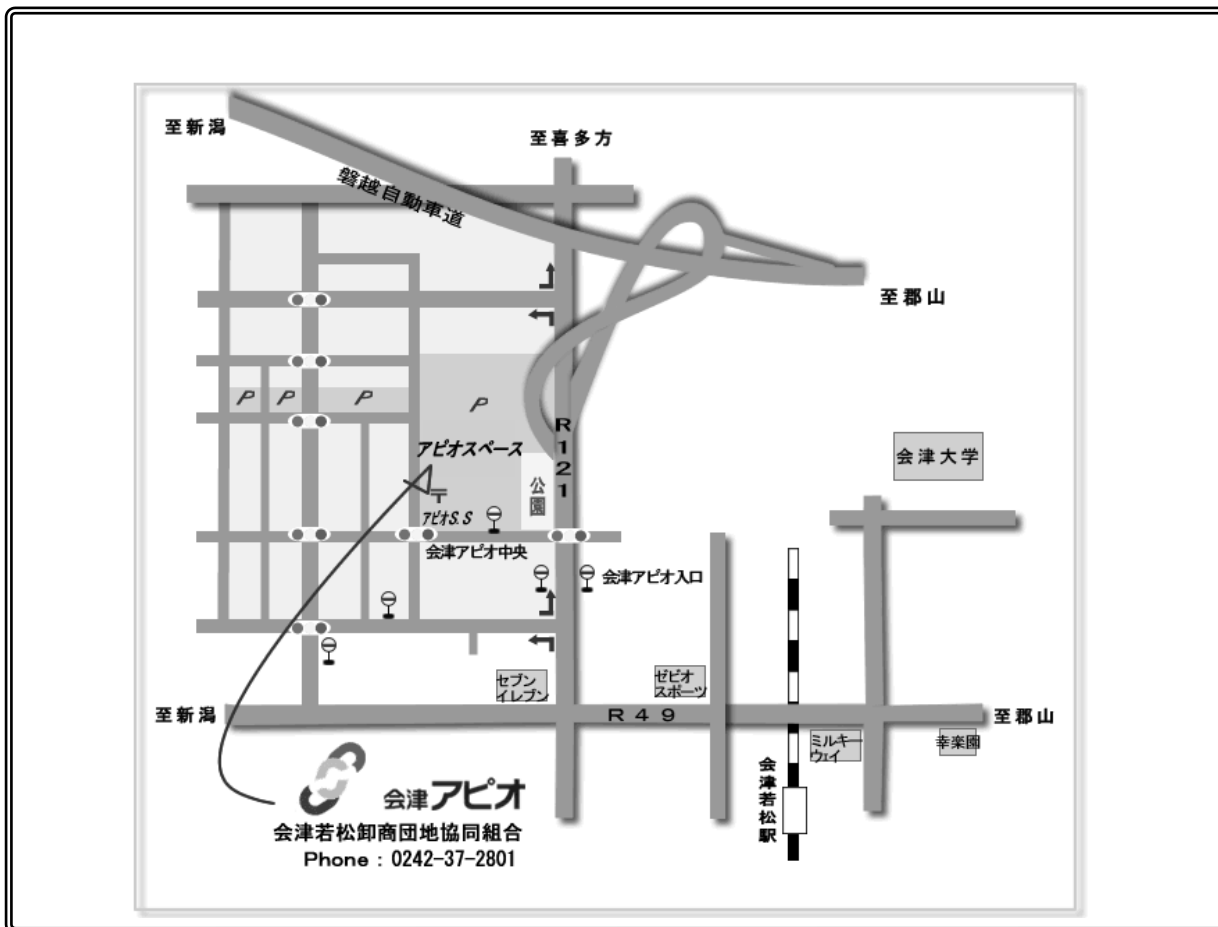 至新潟
至喜多方
磐越自動車道
至郡山
P
P
P
P
R121
アピオスペース
会津大学
公園
〒
アピオS.S
会津アピオ中央
会津アピオ入口
セブン
イレブン
ゼビオ
スポーツ
至新潟
R49
至郡山
ミルキー
ウェイ
幸楽園
会津若松駅
会津アピオ
会津若松卸商団地協同組合
Phone : 0242-37-2801